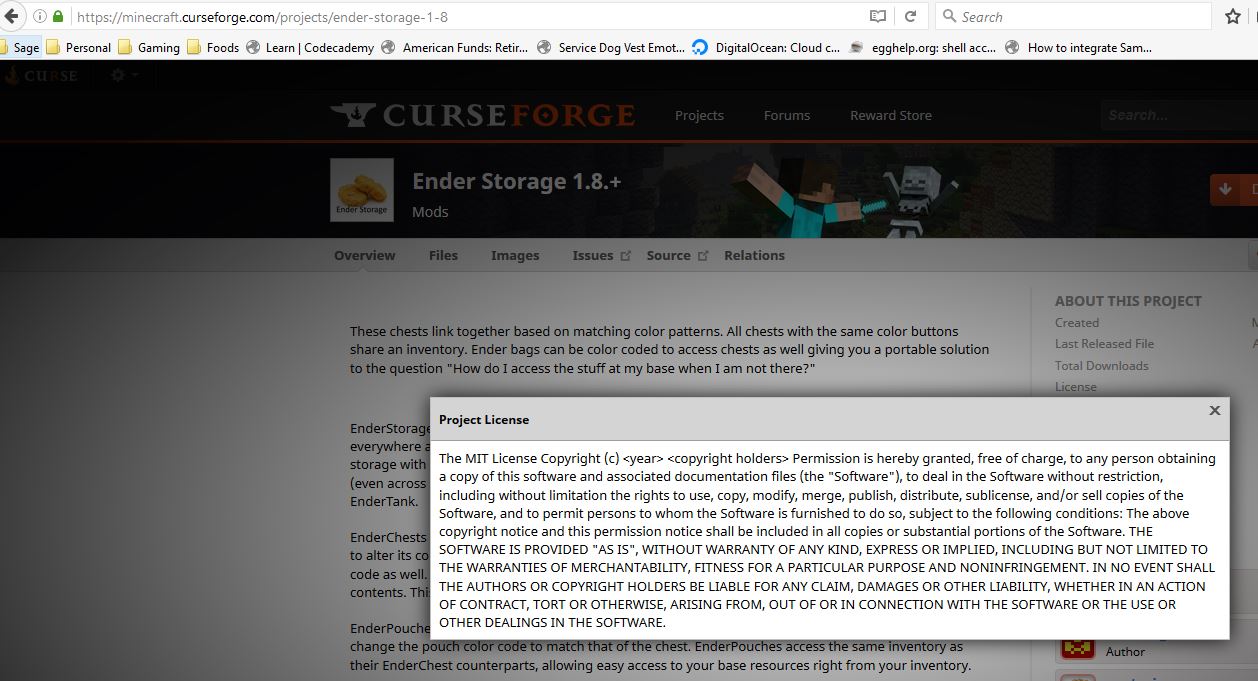 https://minecraft.curseforge.com/projects/ender-storage-1-8
Search
Sage Personal Gaming Foods Learn | Codecademy American Funds: Retir... Service Dog Vest Emot... DigitalOcean: Cloud c... egghelp.org: shell acc... How to integrate Sam...
CURSE
CURSEFORGE Projects Forums Reward Store Search...
Ender Storage
Ender Storage 1.8.+
Mods
Overview Files Images Issues Source Relations
These chests link together based on matching color patterns. All chests with the same color buttons
share an inventory. Ender bags can be color coded to access chests as well giving you a portable solution
to the question "How do I access the stuff at my base when I am not there?"
ABOUT THIS PROJECT
Created
Last Released File
Total Downloads
License
EnderStorage
everywhere a
storage with
(even across
EnderTank.
EnderChests
to alter its co
code as well.
contents. Thi
EnderPouche
change the pouch color code to match that of the chest. EnderPouches access the same inventory as
their EnderChest counterparts, allowing easy access to your base resources right from your inventory.
Project License
The MIT License Copyright (c) <year> <copyright holders> Permission is hereby granted, free of charge, to any person obtaining
a copy of this software and associated documentation files (the "Software"), to deal in the Software without restriction,
including without limitation the rights to use, copy, modify, merge, publish, distribute, sublicense, and/or sell copies of the
Software, and to permit persons to whom the Software is furnished to do so, subject to the following conditions: The above
copyright notice and this permission notice shall be included in all copies or substantial portions of the Software. THE
SOFTWARE IS PROVIDED "AS IS", WITHOUT WARRANTY OF ANY KIND, EXPRESS OR IMPLIED, INCLUDING BUT NOT LIMITED TO
THE WARRANTIES OF MERCHANTABILITY, FITNESS FOR A PARTICULAR PURPOSE AND NONINFRINGEMENT. IN NO EVENT SHALL
THE AUTHORS OR COPYRIGHT HOLDERS BE LIABLE FOR ANY CLAIM, DAMAGES OR OTHER LIABILITY, WHETHER IN AN ACTION
OF CONTRACT, TORT OR OTHERWISE, ARISING FROM, OUT OF OR IN CONNECTION WITH THE SOFTWARE OR THE USE OR
OTHER DEALINGS IN THE SOFTWARE.
Author